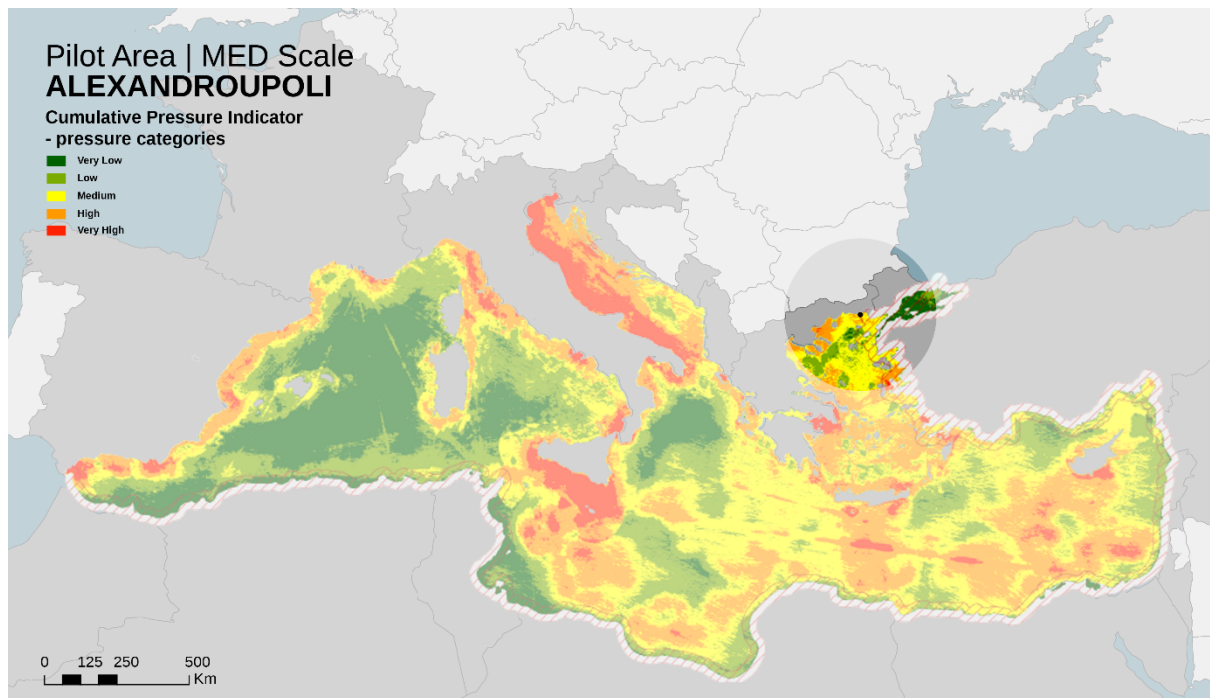 Pilot Area | MED Scale
ALEXANDROUPOLI
Cumulative Pressure Indicator
- pressure categories
Very Low
Low
Medium
High
Very High
0 125 250 500
Km